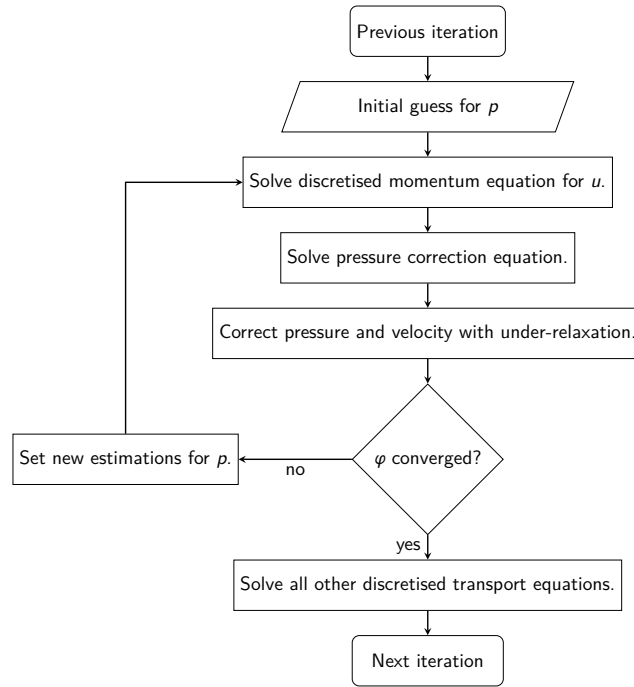 Previous iteration
Initial guess for p
Solve discretised momentum equation for u.
Solve pressure correction equation.
Correct pressure and velocity with under-relaxation.
φ converged?
no
Set new estimations for p.
yes
Solve all other discretised transport equations.
Next iteration